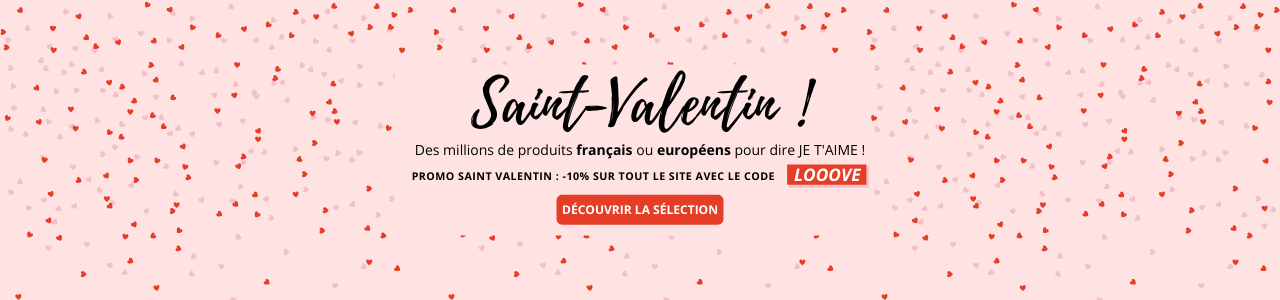 Saint-Valentin !
Des millions de produits français ou européens pour dire JE T'AIME !
PROMO SAINT VALENTIN : -10% SUR TOUT LE SITE AVEC LE CODE LOOOVE
DÉCOUVRIR LA SÉLECTION